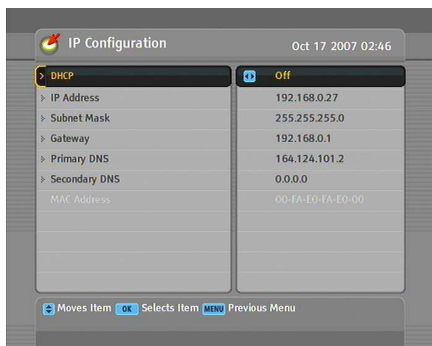 IP Configuration
Oct 17 2007 02:46
DHCP Off
IP Address 192.168.0.27
Subnet Mask 255.255.255.0
Gateway 192.168.0.1
Primary DNS 164.124.101.2
Secondary DNS 0.0.0.0
MAC Address 00-FA-E0-FA-E0-00
Moves Item OK Selects Item MENU Previous Menu